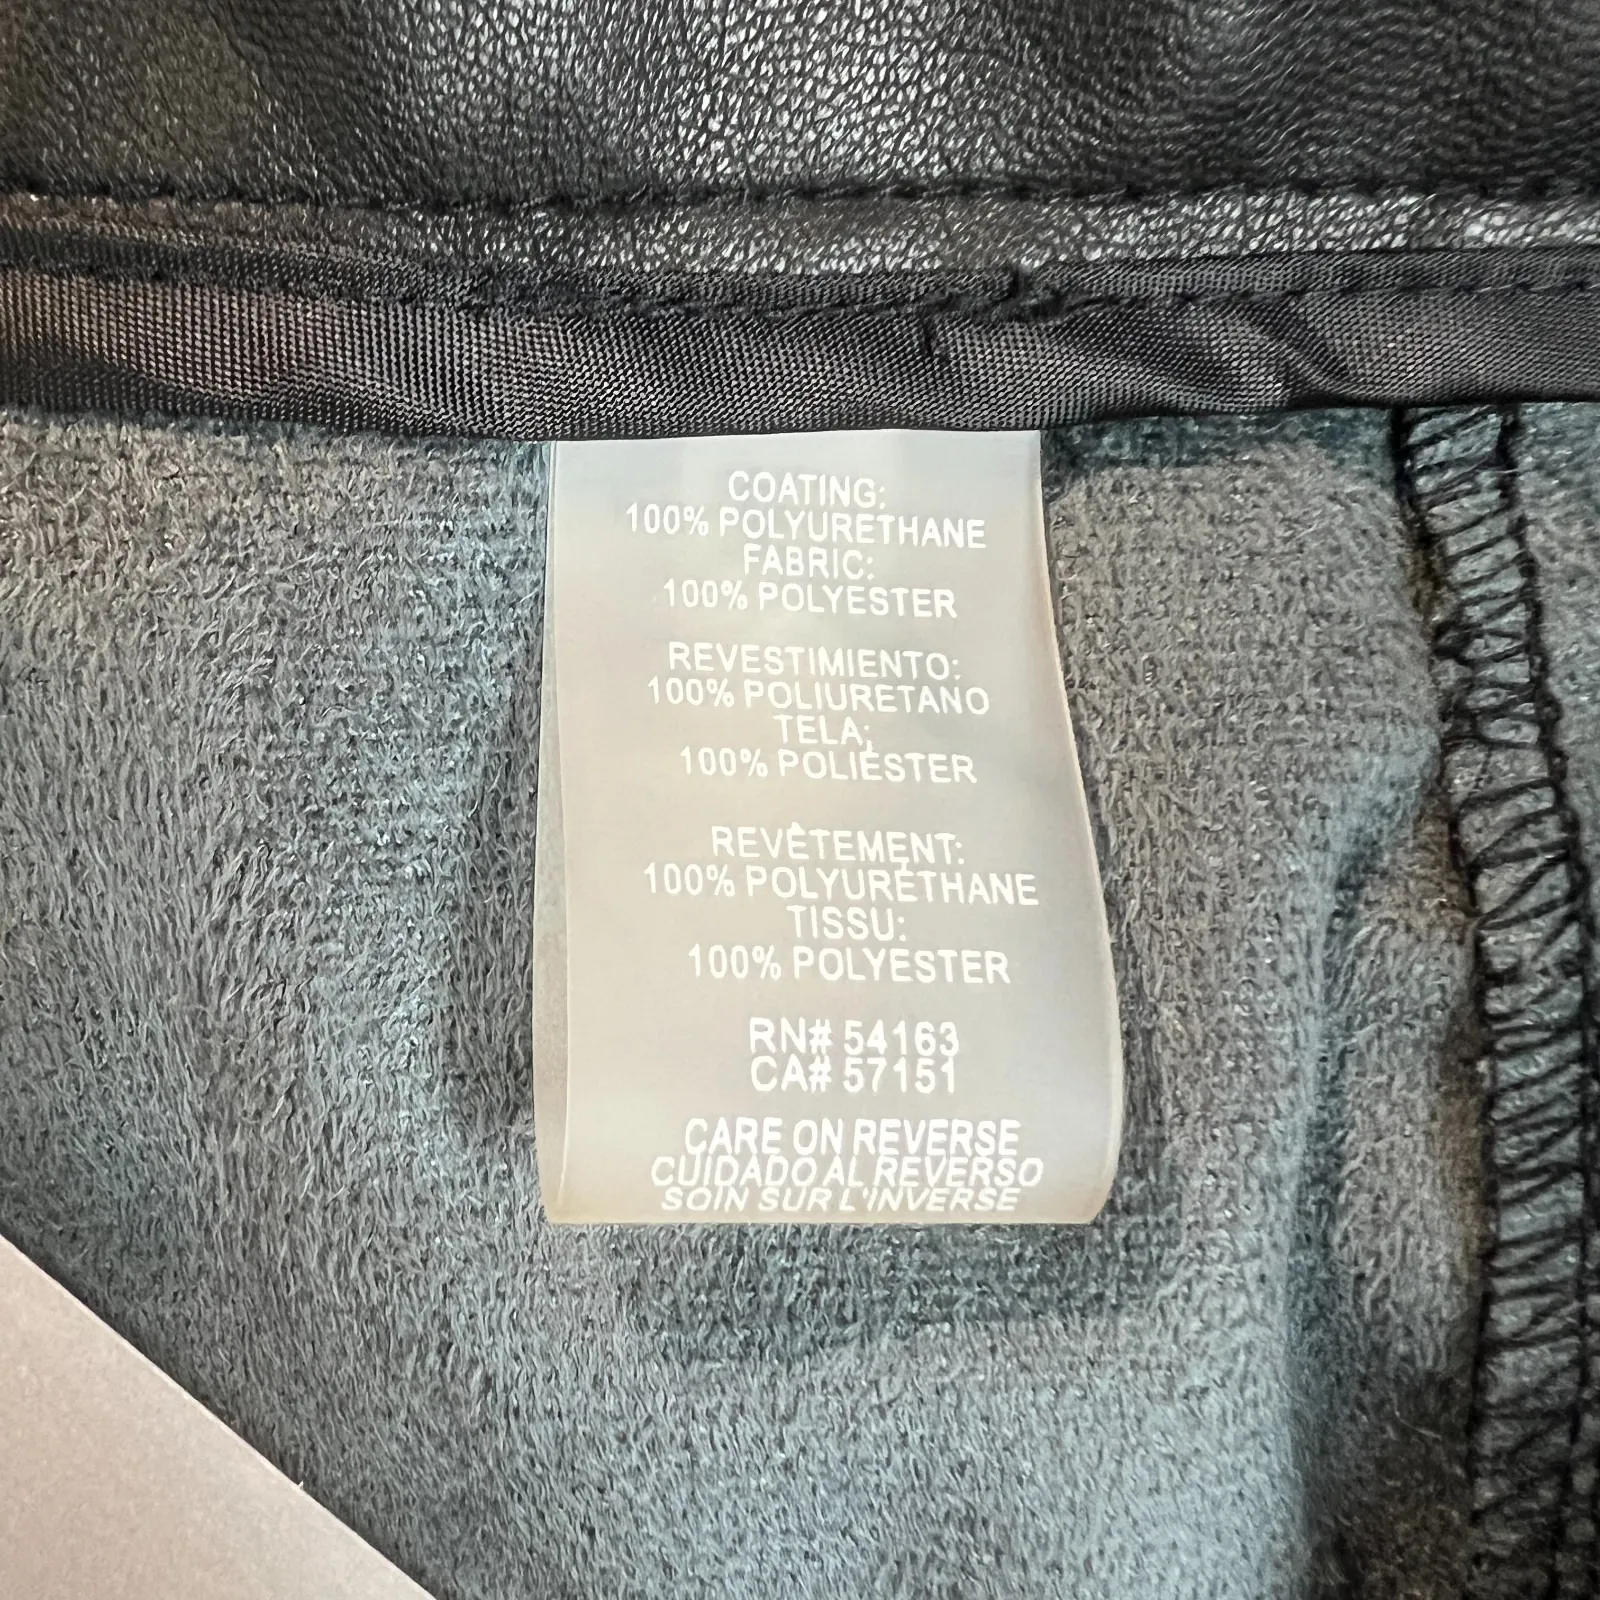 COATING:
100% POLYURETHANE
FABRIC:
100% POLYESTER
REVESTIMIENTO:
100% POLIURETANO
TELA:
100% POLIÉSTER
REVÊTEMENT:
100% POLYURÉTHANE
TISSU:
100% POLYESTER
RN# 54163
CA# 57151
CARE ON REVERSE
CUIDADO AL REVERSO
SOIN SUR L'INVERSE